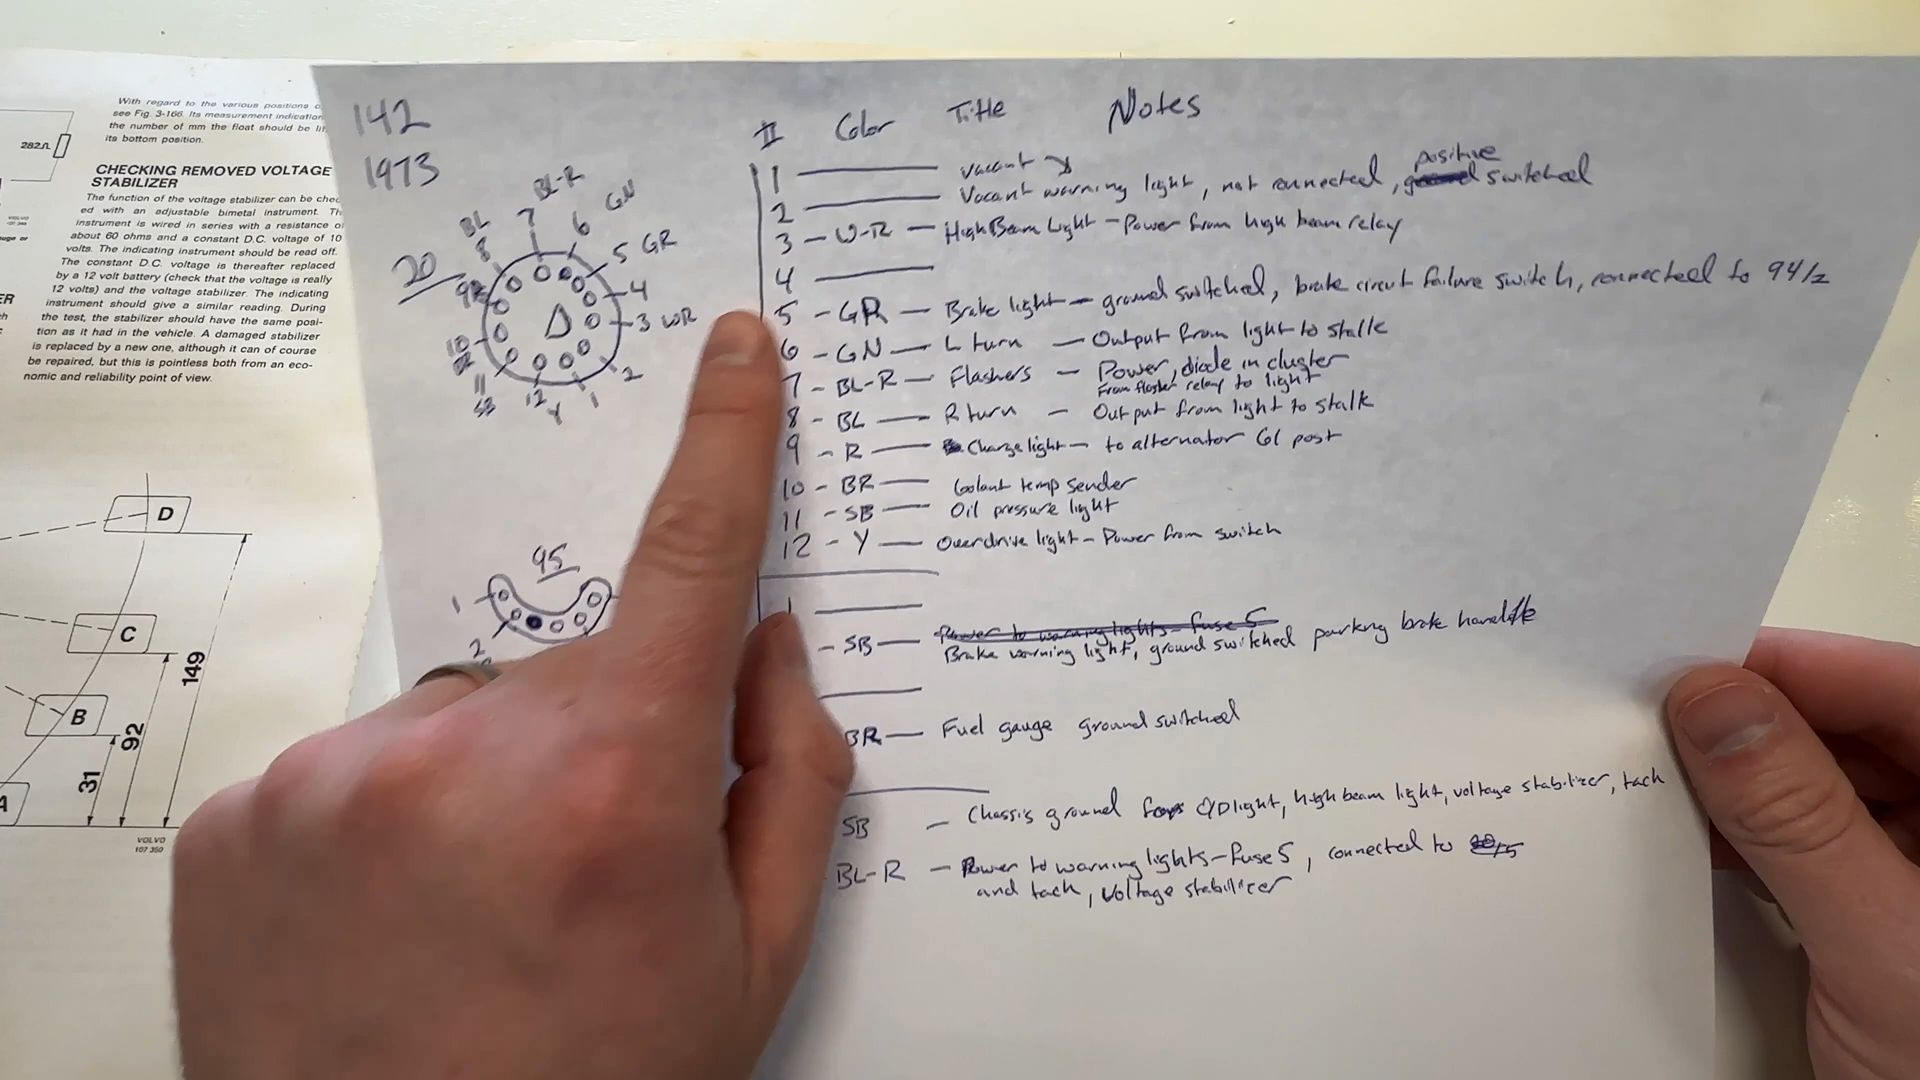 With regard to the various positions
see Fig. 3-166. Its measurement indication
the number of mm the float should be
its bottom position.
282Ω
CHECKING REMOVED VOLTAGE
STABILIZER
The function of the voltage stabilizer can be
ed with an adjustable bimetal instrument.
instrument is wired in series with a resistance
about 60 ohms and a constant D.C. voltage of 10
volts. The indicating instrument should be read off.
The constant D.C. voltage is thereafter replaced
by a 12 volt battery (check that the voltage is really
12 volts) and the voltage stabilizer. The indicating
instrument should give a similar reading. During
the test, the stabilizer should have the same posi-
tion as it had in the vehicle. A damaged stabilizer
is replaced by a new one, although it can of course
be repaired, but this is pointless both from an eco-
nomic and reliability point of view.
D
C
B
A
149
92
31
VOLVO
107 350
142
1973
20
BL-R
7
GN
6
5 GR
4
3 WR
2
1
12
Y
11
SB
10
BL
8
95
1
2
# Color Title Notes
1 vacant
2 Vacant warning light, not connected, positive switched
3 - W-R - High Beam Light - Power from high beam relay
4
5 - GR - Brake light - ground switched, brake circuit failure switch, connected to 94/2
6 - GN - L turn - Output from light to stalk
7 - BL-R - Flashers - Power, diode in cluster
From flasher relay to light
8 - BL - R turn - Output from light to stalk
9 - R - Charge light - to alternator 61 post
10 - BR - Coolant temp sender
11 - SB - Oil pressure light
12 - Y - Overdrive light - Power from switch
1
Power to warning lights - Fuse 5
- SB - Brake warning light, ground switched parking brake handle
BR - Fuel gauge ground switched
SB - Chassis ground O/D light, high beam light, voltage stabilizer, tach
BL-R - Power to warning lights - fuse 5, connected to
and tach, Voltage stabilizer